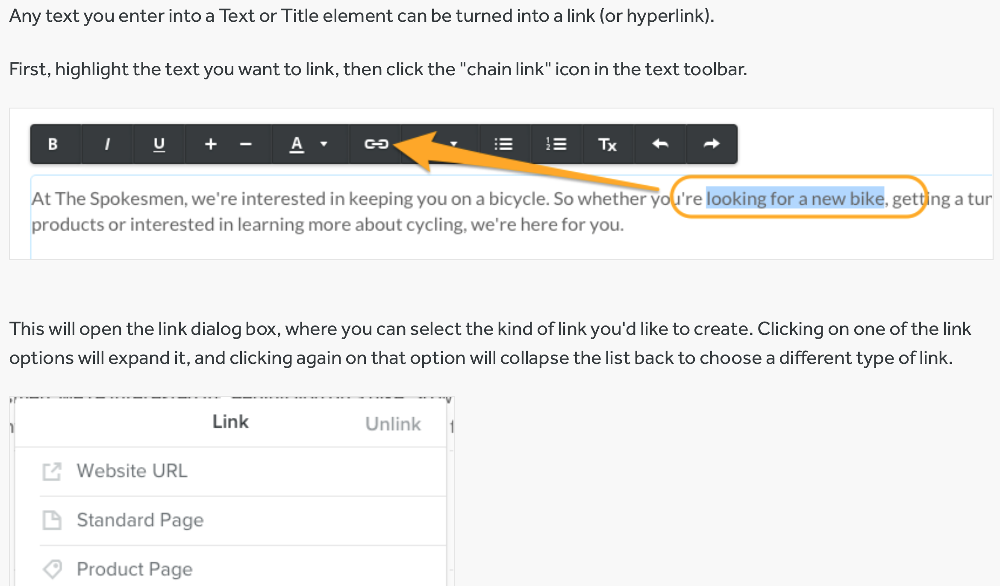 Any text you enter into a Text or Title element can be turned into a link (or hyperlink).
First, highlight the text you want to link, then click the "chain link" icon in the text toolbar.
B I U + − A 1 2 Tx
At The Spokesmen, we're interested in keeping you on a bicycle. So whether you're looking for a new bike, getting a tun
products or interested in learning more about cycling, we're here for you.
This will open the link dialog box, where you can select the kind of link you'd like to create. Clicking on one of the link
options will expand it, and clicking again on that option will collapse the list back to choose a different type of link.
Link Unlink
Website URL
Standard Page
Product Page